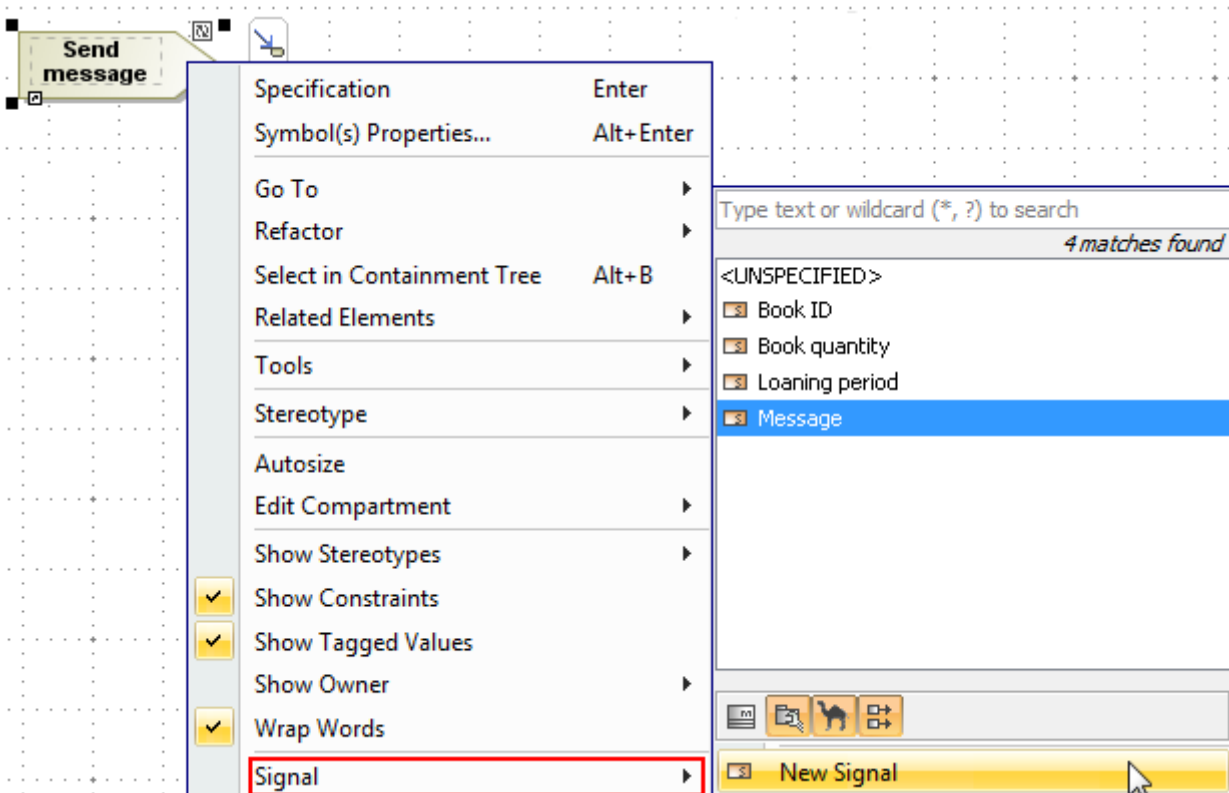 Send
message
Specification Enter
Symbol(s) Properties... Alt+Enter
Go To
Refactor
Select in Containment Tree Alt+B
Related Elements
Tools
Stereotype
Autosize
Edit Compartment
Show Stereotypes
Show Constraints
Show Tagged Values
Show Owner
Wrap Words
Signal
Type text or wildcard (*, ?) to search
4 matches found
<UNSPECIFIED>
S Book ID
S Book quantity
S Loaning period
S Message
m
S New Signal